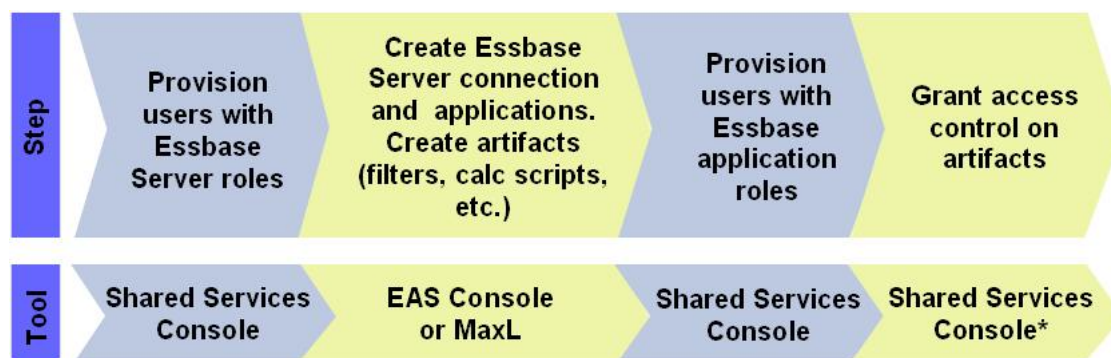 Step
Provision
users with
Essbase
Server roles
Create Essbase
Server connection
and applications.
Create artifacts
(filters, calc scripts,
etc.)
Provision
users with
Essbase
application
roles
Grant access
control on
artifacts
Tool
Shared Services
Console
EAS Console
or MaxL
Shared Services
Console
Shared Services
Console*